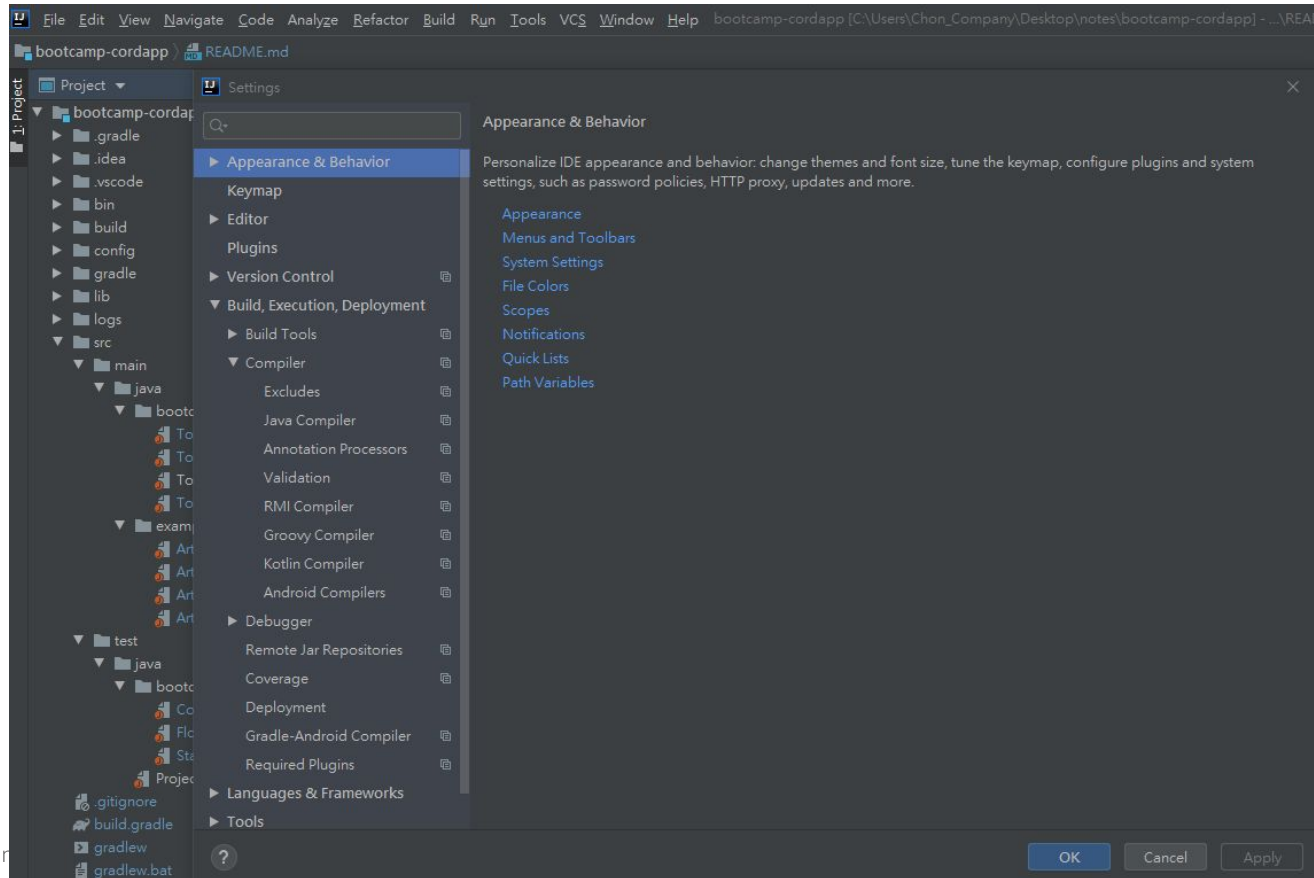 File Edit View Navigate Code Analyze Refactor Build Run Tools VCS Window Help bootcamp-cordapp [C:\Users\Chon_Company\Desktop\notes\bootcamp-cordapp] - ...\REA
bootcamp-cordapp README.md
1: Project
Project
bootcamp-cordap
.gradle
.idea
.vscode
bin
build
config
gradle
lib
logs
src
main
java
bootc
To
To
To
To
exam
Art
Art
Art
Art
test
java
bootc
Co
Flo
Sta
Projec
.gitignore
build.gradle
gradlew
gradlew.bat
Settings
Appearance & Behavior
Keymap
Editor
Plugins
Version Control
Build, Execution, Deployment
Build Tools
Compiler
Excludes
Java Compiler
Annotation Processors
Validation
RMI Compiler
Groovy Compiler
Kotlin Compiler
Android Compilers
Debugger
Remote Jar Repositories
Coverage
Deployment
Gradle-Android Compiler
Required Plugins
Languages & Frameworks
Tools
Appearance & Behavior
Personalize IDE appearance and behavior: change themes and font size, tune the keymap, configure plugins and system
settings, such as password policies, HTTP proxy, updates and more.
Appearance
Menus and Toolbars
System Settings
File Colors
Scopes
Notifications
Quick Lists
Path Variables
?
OK Cancel Apply